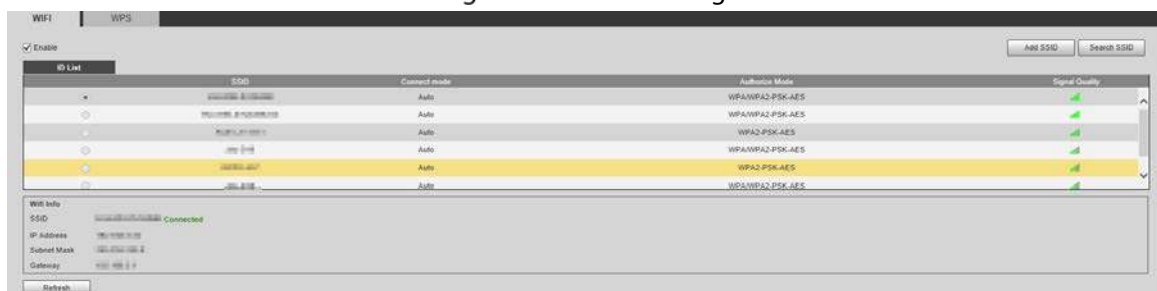 WIFI WPS
Enable Add SSID Search SSID
ID List
SSID Connect mode Authorize Mode Signal Quality
Auto WPA/WPA2-PSK-AES
Auto WPA/WPA2-PSK-AES
Auto WPA2-PSK-AES
Auto WPA/WPA2-PSK-AES
Auto WPA2-PSK-AES
Auto WPA/WPA2-PSK-AES
Wifi Info
SSID Connected
IP Address
Subnet Mask
Gateway
Refresh